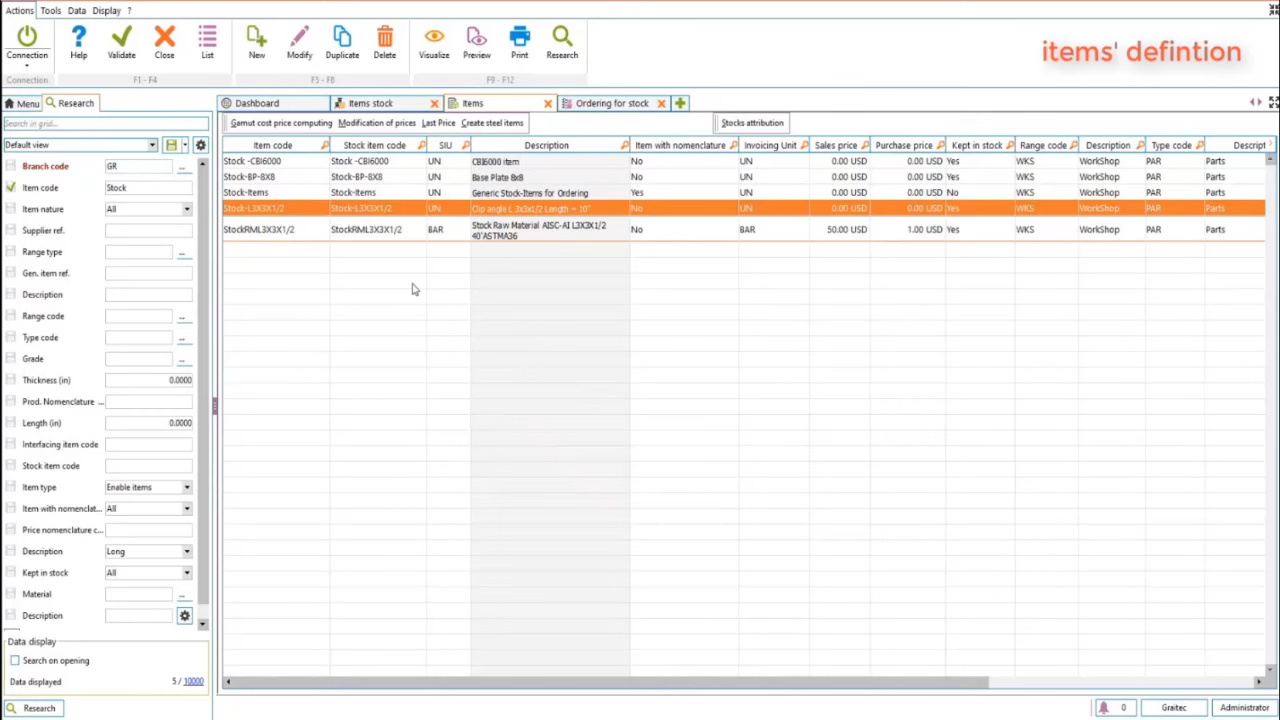 Actions Tools Data Display ?
Connection Help Validate Close List New Modify Duplicate Delete Visualize Preview Print Research
items' defintion
Connection F1 - F4 F5 - F8 F9 - F12
Menu Research Dashboard Items stock Items Ordering for stock
Search in grid...
Gamut cost price computing Modification of prices Last Price Create steel items Stocks attribution
Default view
Item code Stock item code SIU Description Item with nomenclature Invoicing Unit Sales price Purchase price Kept in stock Range code Description Type code Descript
Stock -CBI6000 Stock -CBI6000 UN CBI6000 item No UN 0.00 USD 0.00 USD Yes WKS WorkShop PAR Parts
Stock-BP-8X8 Stock-BP-8X8 UN Base Plate 8x8 No UN 0.00 USD 0.00 USD Yes WKS WorkShop PAR Parts
Stock-Items Stock-Items UN Generic Stock-Items for Ordering Yes UN 0.00 USD 0.00 USD No WKS WorkShop PAR Parts
Stock-L3X3X1/2 Stock-L3X3X1/2 UN Clip angle L 3x3x1/2 Length = 10" No UN 0.00 USD 0.00 USD Yes WKS WorkShop PAR Parts
StockRML3X3X1/2 StockRML3X3X1/2 BAR Stock Raw Material AISC-AI L3X3X1/2 No BAR 50.00 USD 1.00 USD Yes WKS WorkShop PAR Parts
40'ASTMA36
Branch code GR ...
Item code Stock
Item nature All
Supplier ref.
Range type ...
Gen. item ref.
Description
Range code ...
Type code ...
Grade ...
Thickness (in) 0.0000
Prod. Nomenclature ...
Length (in) 0.0000
Interfacing item code
Stock item code
Item type Enable items
Item with nomenclat... All
Price nomenclature c...
Description Long
Kept in stock All
Material ...
Description
Data display
Search on opening
Data displayed 5 / 10000
Research 0 Graitec Administrator